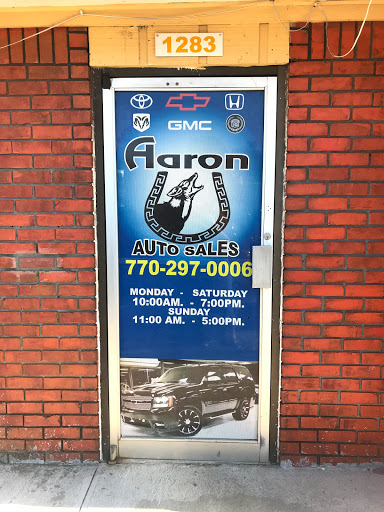 1283
GMC
Aaron
AUTO sALES
770-297-0006
MONDAY - SATURDAY
10:00AM. - 7:00PM.
SUNDAY
11:00 AM. - 5:00PM.